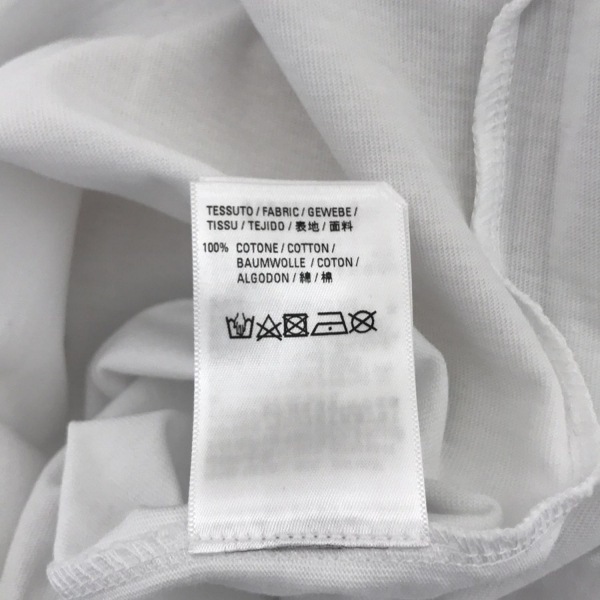 TESSUTO / FABRIC / GEWEBE /
TISSU / TEJIDO / 表地 / 面料
100% COTONE / COTTON /
BAUMWOLLE / COTON /
ALGODON / 綿 / 棉